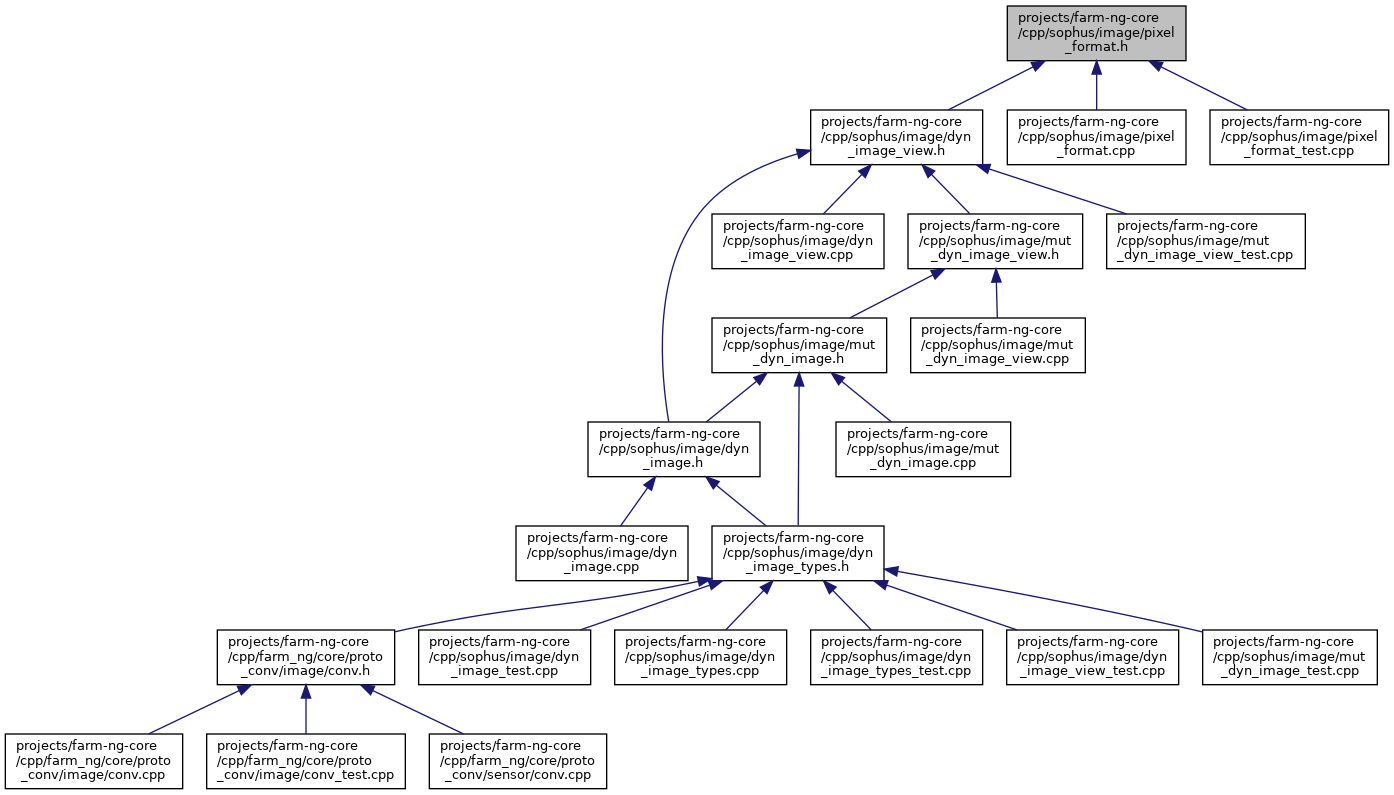 projects/farm-ng-core
/cpp/sophus/image/pixel
_format.h
projects/farm-ng-core
/cpp/sophus/image/dyn
_image_view.h
projects/farm-ng-core
/cpp/sophus/image/pixel
_format.cpp
projects/farm-ng-core
/cpp/sophus/image/pixel
_format_test.cpp
projects/farm-ng-core
/cpp/sophus/image/dyn
_image_view.cpp
projects/farm-ng-core
/cpp/sophus/image/mut
_dyn_image_view.h
projects/farm-ng-core
/cpp/sophus/image/mut
_dyn_image_view_test.cpp
projects/farm-ng-core
/cpp/sophus/image/mut
_dyn_image.h
projects/farm-ng-core
/cpp/sophus/image/mut
_dyn_image_view.cpp
projects/farm-ng-core
/cpp/sophus/image/dyn
_image.h
projects/farm-ng-core
/cpp/sophus/image/mut
_dyn_image.cpp
projects/farm-ng-core
/cpp/sophus/image/dyn
_image.cpp
projects/farm-ng-core
/cpp/sophus/image/dyn
_image_types.h
projects/farm-ng-core
/cpp/farm_ng/core/proto
_conv/image/conv.h
projects/farm-ng-core
/cpp/sophus/image/dyn
_image_test.cpp
projects/farm-ng-core
/cpp/sophus/image/dyn
_image_types.cpp
projects/farm-ng-core
/cpp/sophus/image/dyn
_image_types_test.cpp
projects/farm-ng-core
/cpp/sophus/image/dyn
_image_view_test.cpp
projects/farm-ng-core
/cpp/sophus/image/mut
_dyn_image_test.cpp
projects/farm-ng-core
/cpp/farm_ng/core/proto
_conv/image/conv.cpp
projects/farm-ng-core
/cpp/farm_ng/core/proto
_conv/image/conv_test.cpp
projects/farm-ng-core
/cpp/farm_ng/core/proto
_conv/sensor/conv.cpp